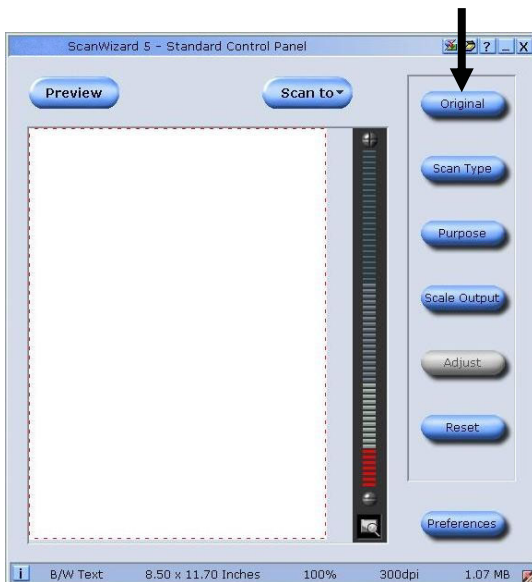 ScanWizard 5 - Standard Control Panel ? _ X
Preview
Scan to
Original
Scan Type
Purpose
Scale Output
Adjust
Reset
Preferences
i B/W Text 8.50 x 11.70 Inches 100% 300dpi 1.07 MB